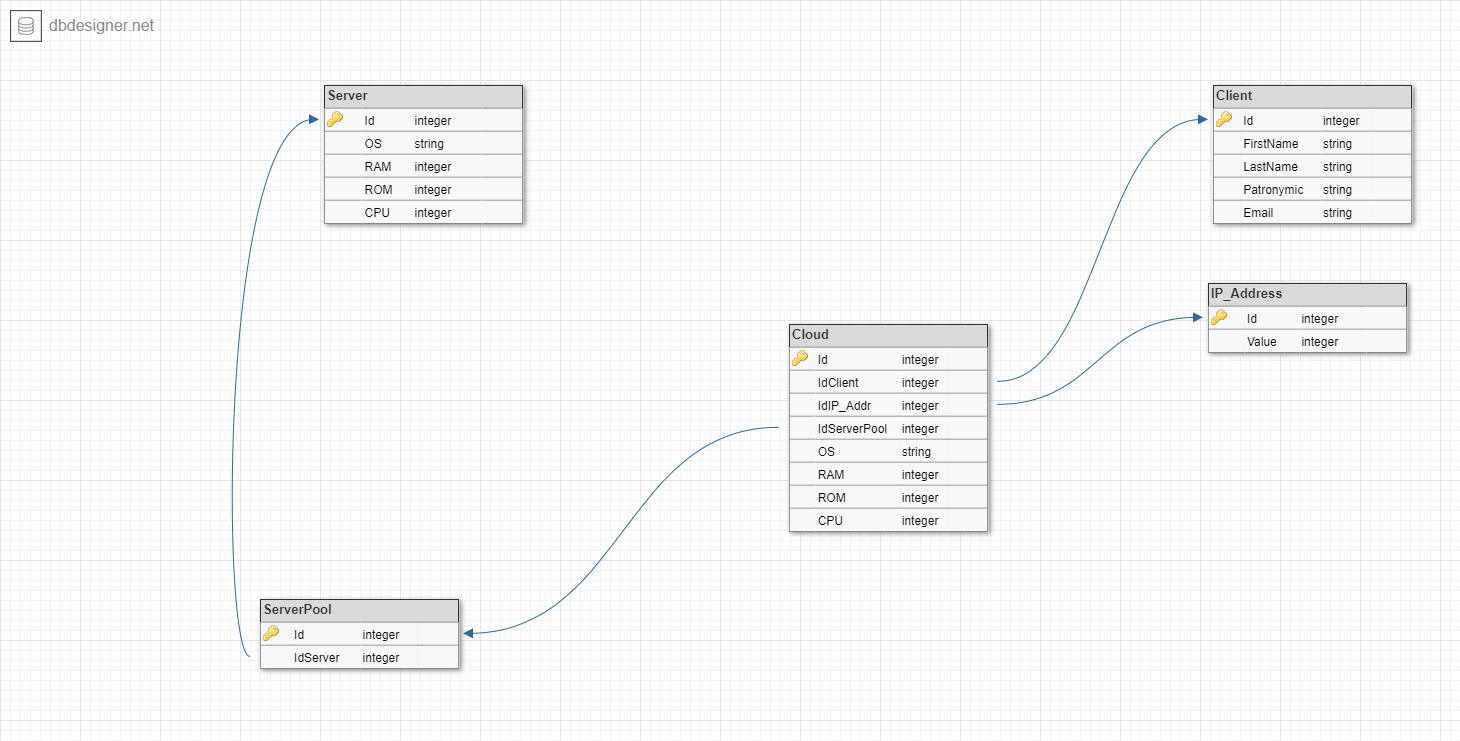 dbdesigner.net
Server
Id integer
OS string
RAM integer
ROM integer
CPU integer
Client
Id integer
FirstName string
LastName string
Patronymic string
Email string
IP_Address
Id integer
Value integer
Cloud
Id integer
IdClient integer
IdIP_Addr integer
IdServerPool integer
OS string
RAM integer
ROM integer
CPU integer
ServerPool
Id integer
IdServer integer